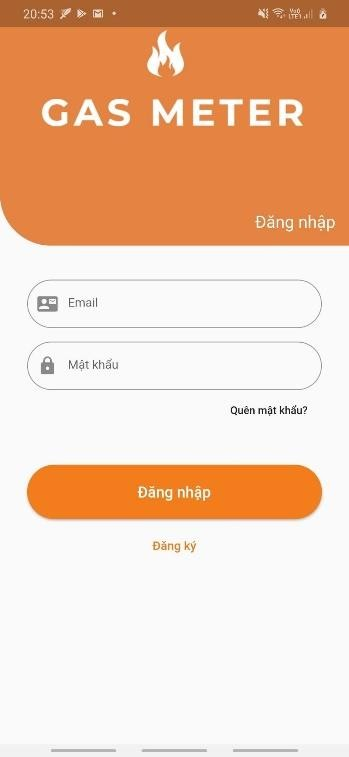 20:53
GAS METER
Đăng nhập
Email
Mật khẩu
Quên mật khẩu?
Đăng nhập
Đăng ký